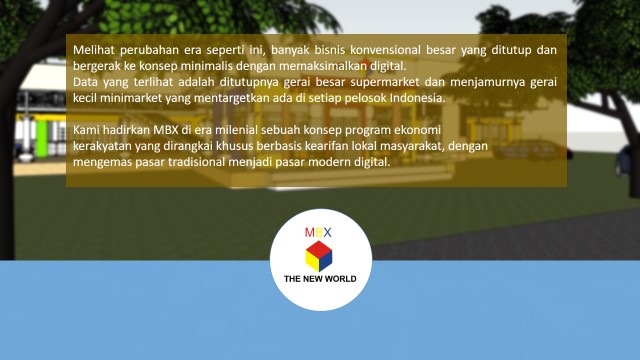 Melihat perubahan era seperti ini, banyak bisnis konvensional besar yang ditutup dan
bergerak ke konsep minimalis dengan memaksimalkan digital.
Data yang terlihat adalah ditutupnya gerai besar supermarket dan menjamurnya gerai
kecil minimarket yang mentargetkan ada di setiap pelosok Indonesia.
Kami hadirkan MBX di era milenial sebuah konsep program ekonomi
kerakyatan yang dirangkai khusus berbasis kearifan lokal masyarakat, dengan
mengemas pasar tradisional menjadi pasar modern digital.
MBX
THE NEW WORLD